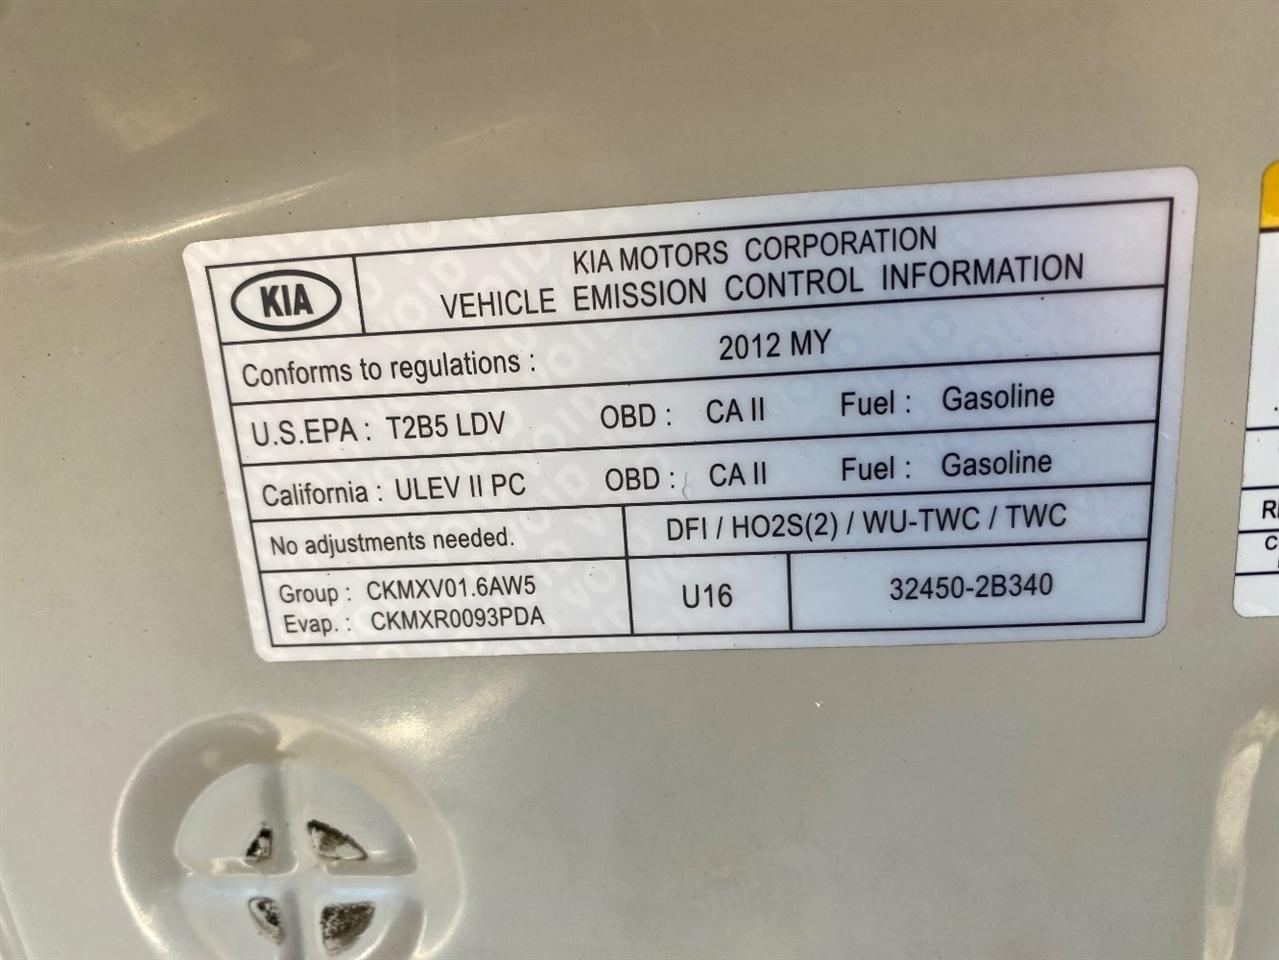 KIA
KIA MOTORS CORPORATION
VEHICLE EMISSION CONTROL INFORMATION
Conforms to regulations : 2012 MY
U.S.EPA : T2B5 LDV OBD : CA II Fuel : Gasoline
California : ULEV II PC OBD : CA II Fuel : Gasoline
No adjustments needed. DFI / HO2S(2) / WU-TWC / TWC
Group : CKMXV01.6AW5
Evap. : CKMXR0093PDA
U16
32450-2B340